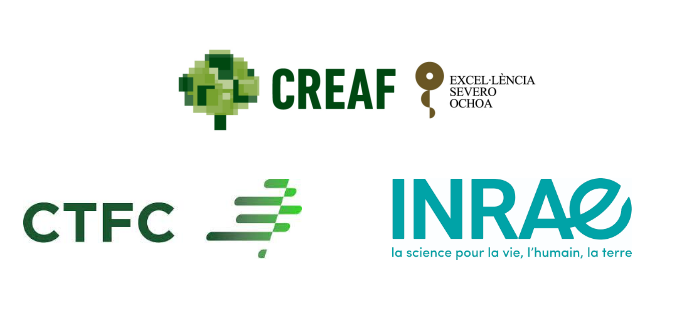 CREAF
EXCEL·LÈNCIA
SEVERO
OCHOA
CTFC
INRAE
la science pour la vie, l'humain, la terre